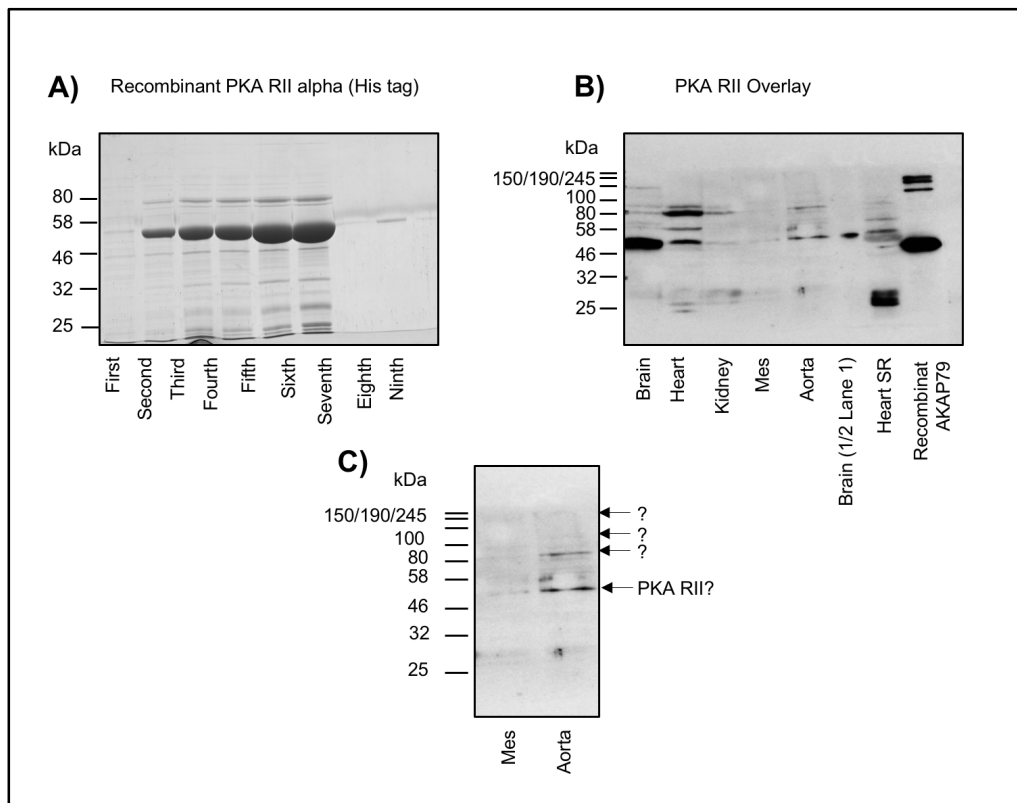 A) Recombinant PKA RII alpha (His tag)
kDa
80
58
46
32
25
First
Second
Third
Fourth
Fifth
Sixth
Seventh
Eighth
Ninth
B) PKA RII Overlay
kDa
150/190/245
100
80
58
46
32
25
Brain
Heart
Kidney
Mes
Aorta
Brain (1/2 Lane 1)
Heart SR
Recombinat
AKAP79
C)
kDa
150/190/245
100
80
58
46
32
25
?
?
?
PKA RII?
Mes
Aorta